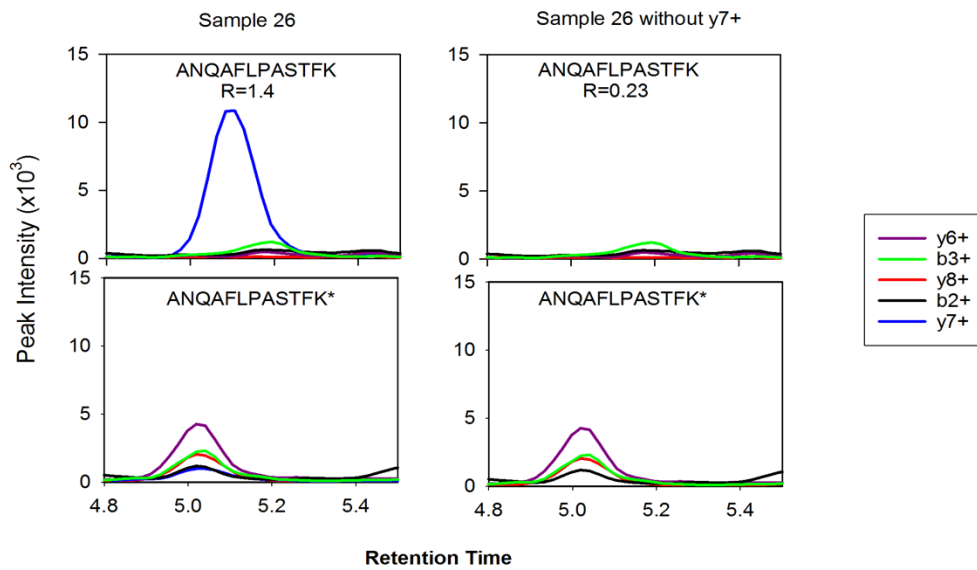 Sample 26
Sample 26 without y7+
Peak Intensity (x10³)
15
10
5
0
ANQAFLPASTFK
R=1.4
15
10
5
0
ANQAFLPASTFK
R=0.23
15
10
5
0
ANQAFLPASTFK*
4.8 5.0 5.2 5.4
15
10
5
0
ANQAFLPASTFK*
4.8 5.0 5.2 5.4
Retention Time
y6+
b3+
y8+
b2+
y7+